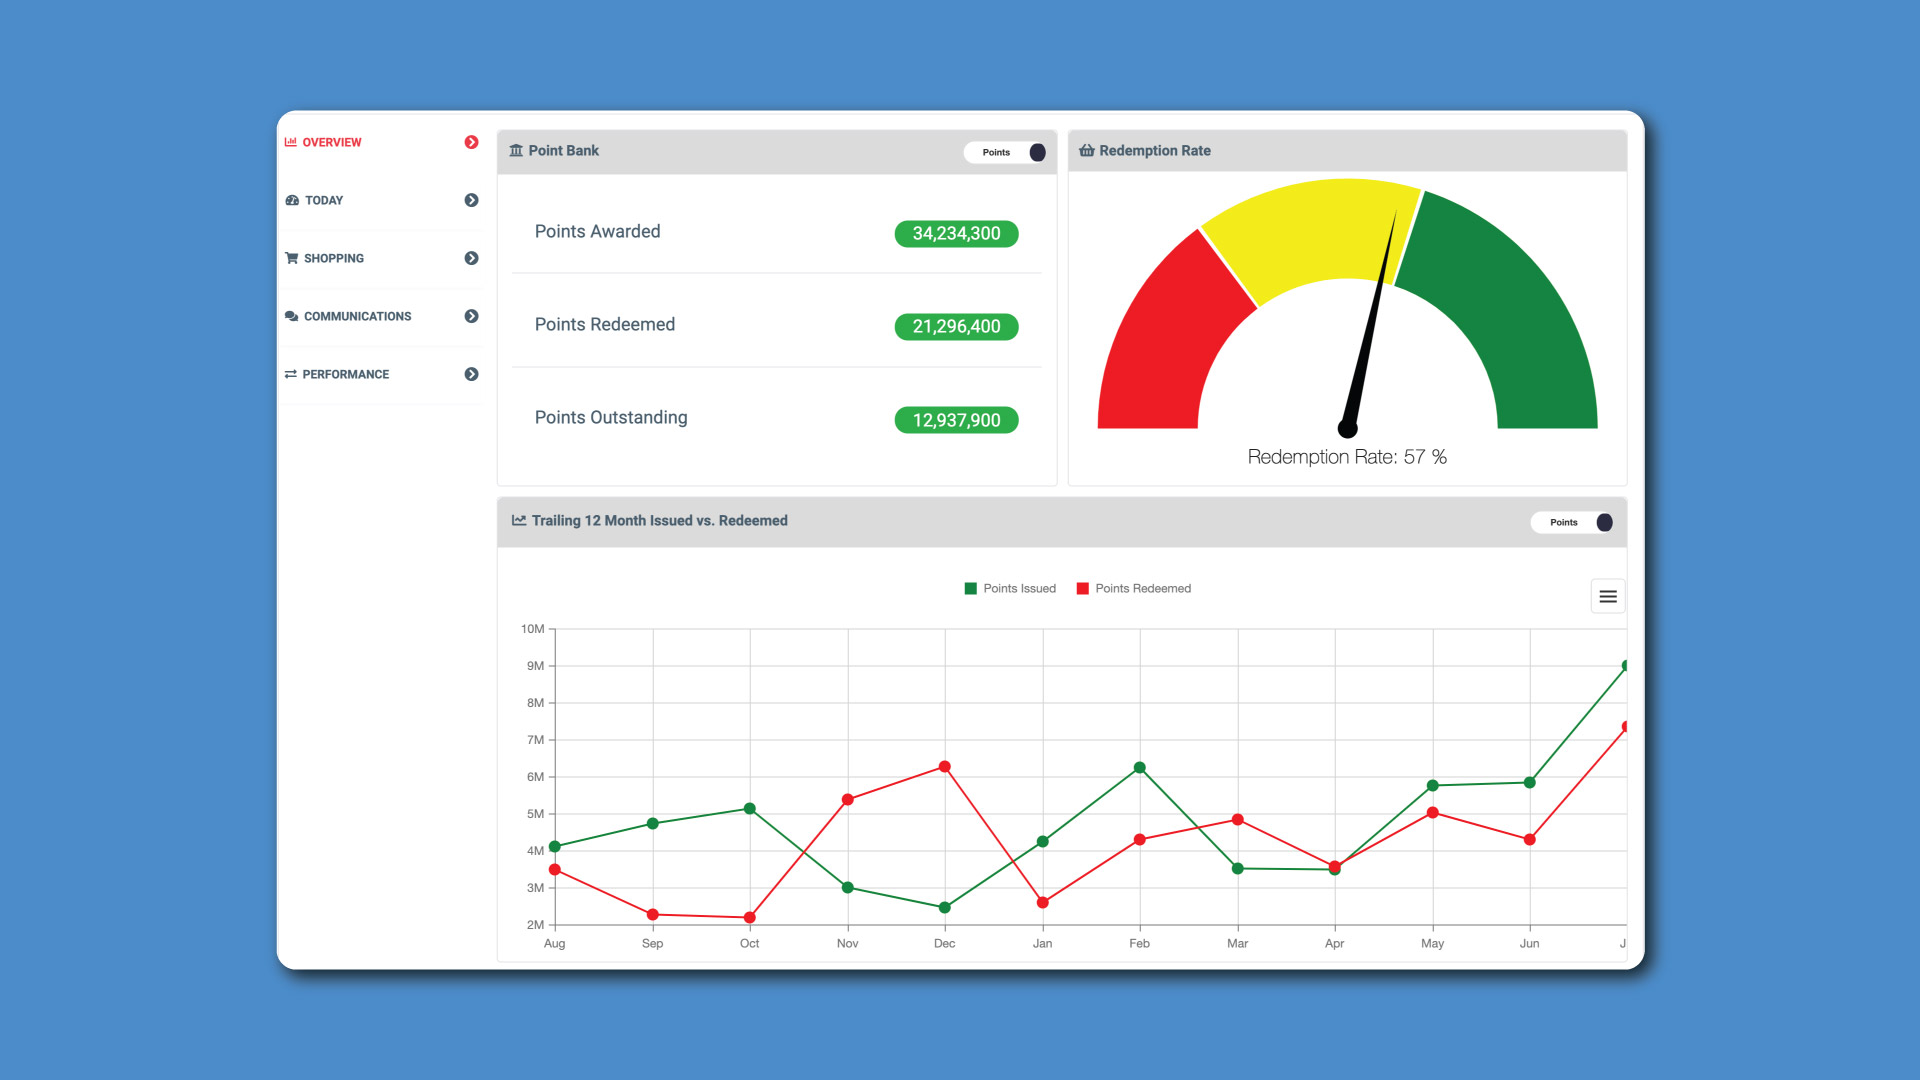 OVERVIEW
TODAY
SHOPPING
COMMUNICATIONS
PERFORMANCE
Point Bank
Points
Points Awarded
34,234,300
Points Redeemed
21,296,400
Points Outstanding
12,937,900
Redemption Rate
Redemption Rate: 57 %
Trailing 12 Month Issued vs. Redeemed
Points
Points Issued
Points Redeemed
10M
9M
8M
7M
6M
5M
4M
3M
2M
Aug Sep Oct Nov Dec Jan Feb Mar Apr May Jun J